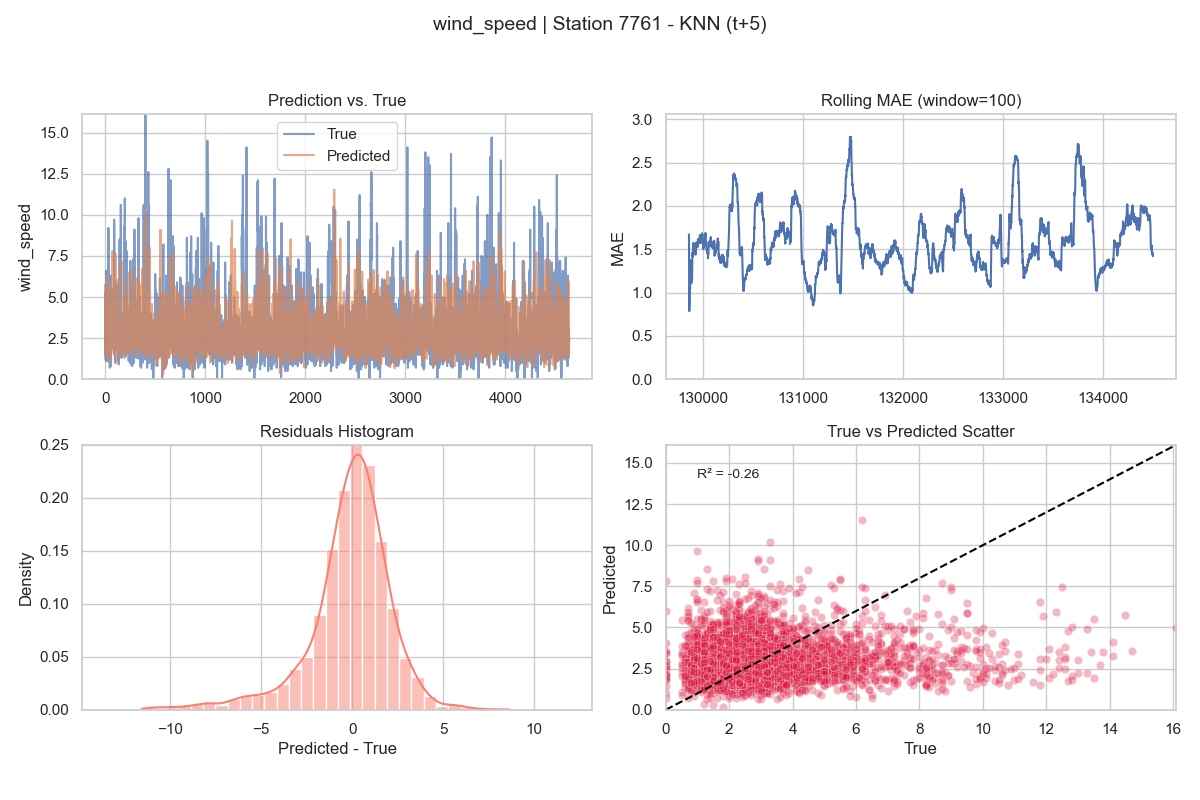 wind_speed | Station 7761 - KNN (t+5)
Prediction vs. True
Rolling MAE (window=100)
True
Predicted
wind_speed
15.0
12.5
10.0
7.5
5.0
2.5
0.0
0 1000 2000 3000 4000
MAE
3.0
2.5
2.0
1.5
1.0
0.5
0.0
130000 131000 132000 133000 134000
Residuals Histogram
True vs Predicted Scatter
Density
0.25
0.20
0.15
0.10
0.05
0.00
−10 −5 0 5 10
Predicted - True
R² = -0.26
Predicted
15.0
12.5
10.0
7.5
5.0
2.5
0.0
0 2 4 6 8 10 12 14 16
True